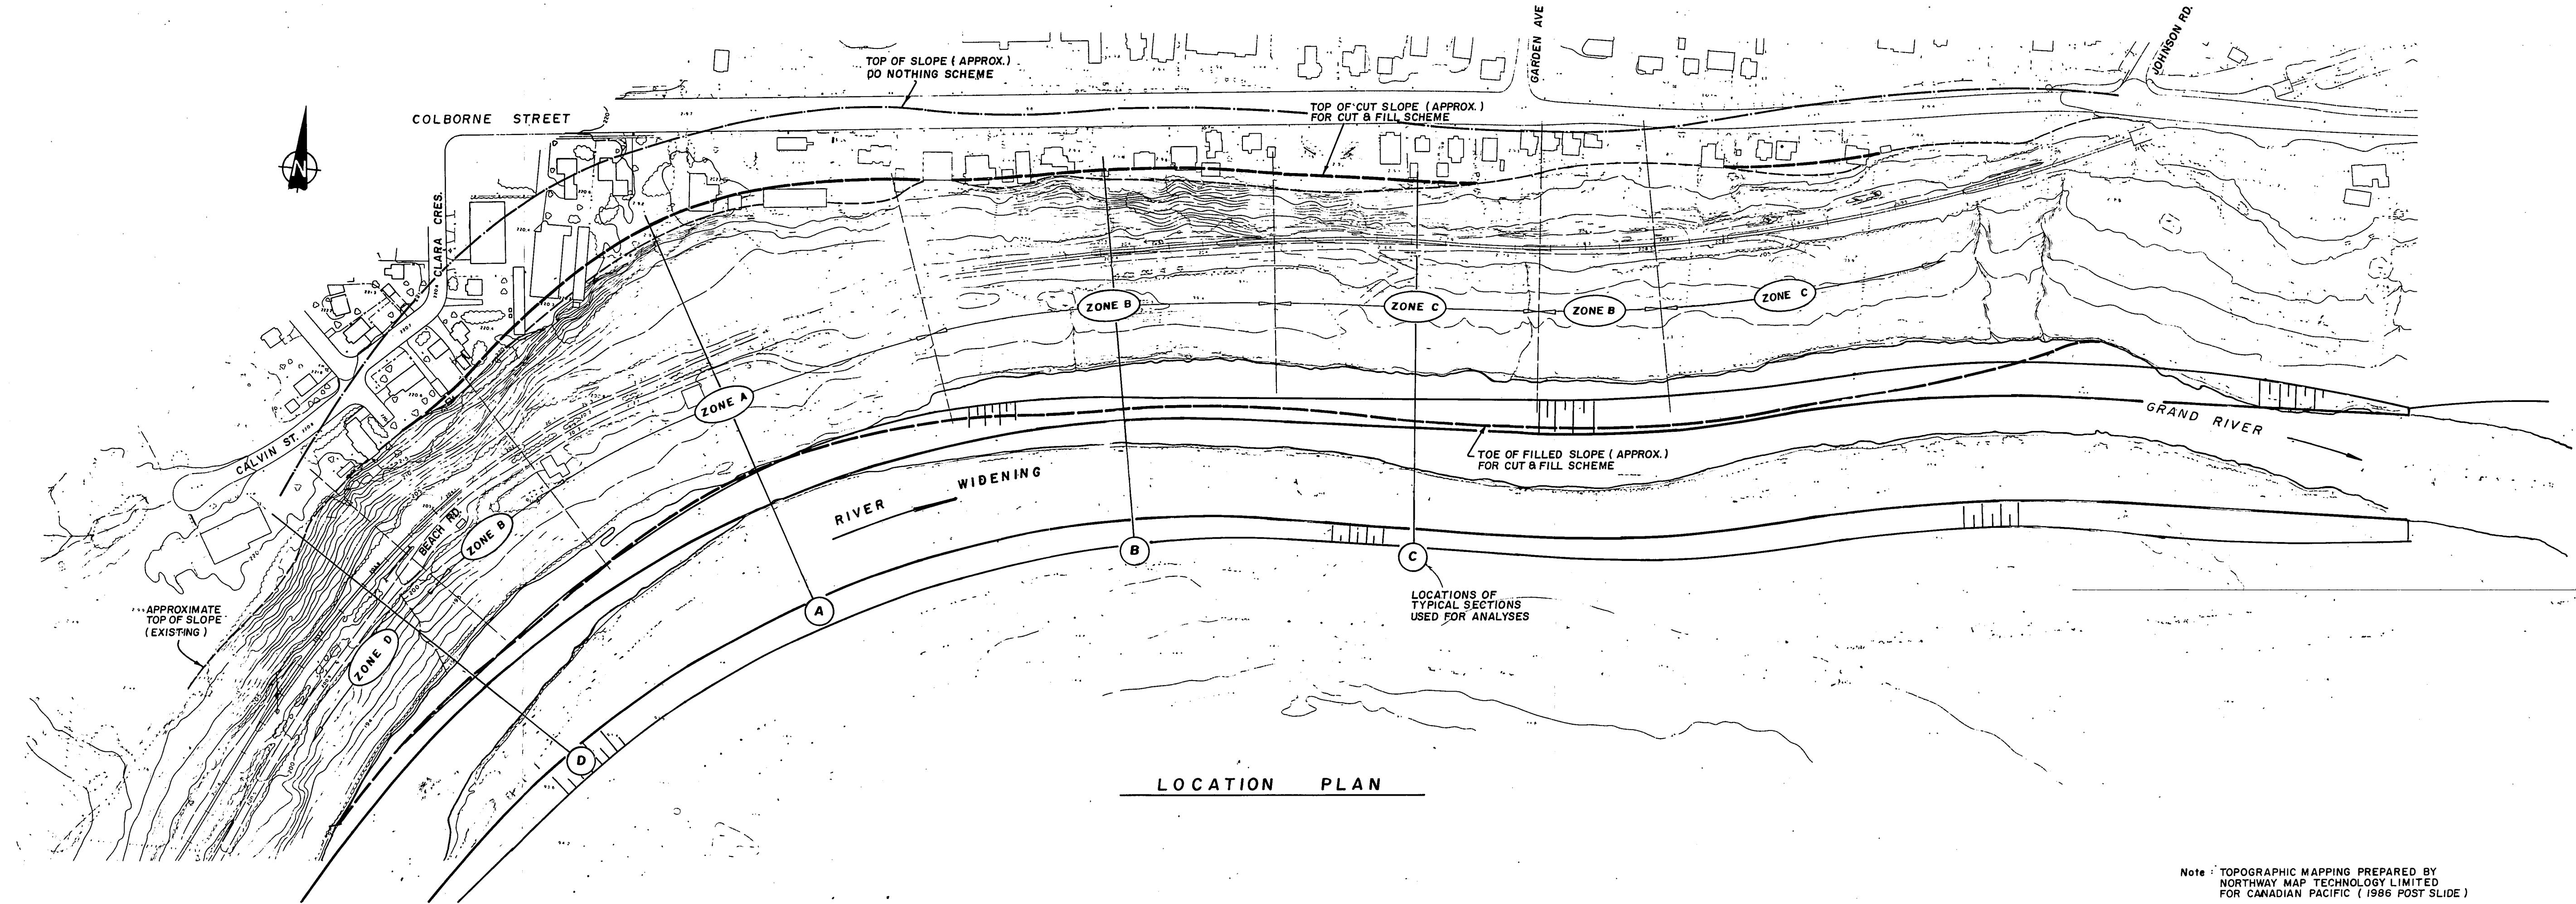 GARDEN AVE
JOHNSON RD.
TOP OF SLOPE ( APPROX.)
DO NOTHING SCHEME
TOP OF CUT SLOPE (APPROX.)
FOR CUT & FILL SCHEME
COLBORNE STREET
N
CLARA CRES.
ZONE B
ZONE C
ZONE B
ZONE C
ZONE A
GRAND RIVER
CALVIN ST.
TOE OF FILLED SLOPE ( APPROX.)
FOR CUT & FILL SCHEME
RIVER WIDENING
BEACH RD.
ZONE B
B
C
A
LOCATIONS OF
TYPICAL SECTIONS
USED FOR ANALYSES
APPROXIMATE
TOP OF SLOPE
( EXISTING )
ZONE D
D
LOCATION PLAN
Note : TOPOGRAPHIC MAPPING PREPARED BY
NORTHWAY MAP TECHNOLOGY LIMITED
FOR CANADIAN PACIFIC ( 1986 POST SLIDE )